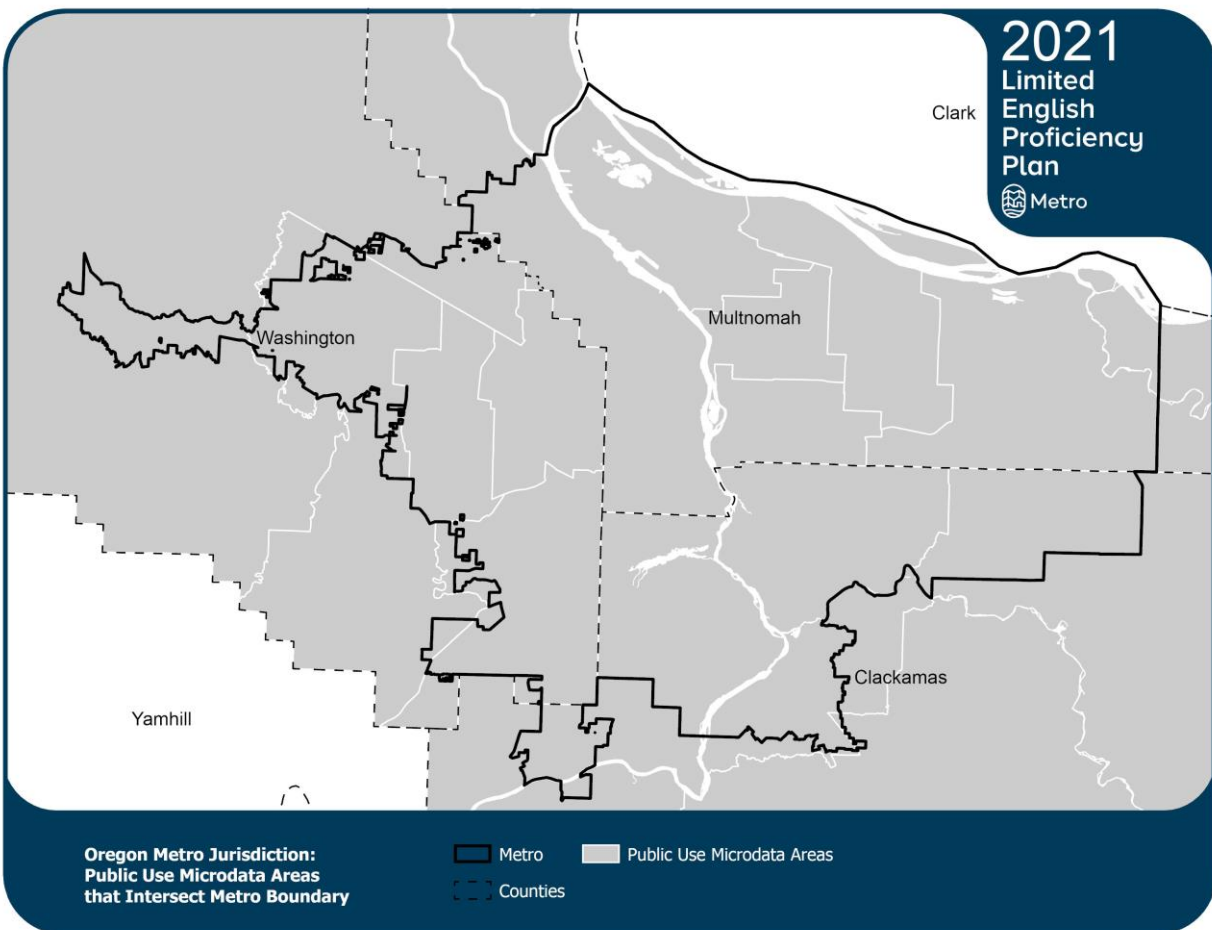 2021
Limited
English
Proficiency
Plan
Metro
Clark
Washington
Multnomah
Clackamas
Yamhill
Oregon Metro Jurisdiction:
Public Use Microdata Areas
that Intersect Metro Boundary
Metro
Public Use Microdata Areas
Counties